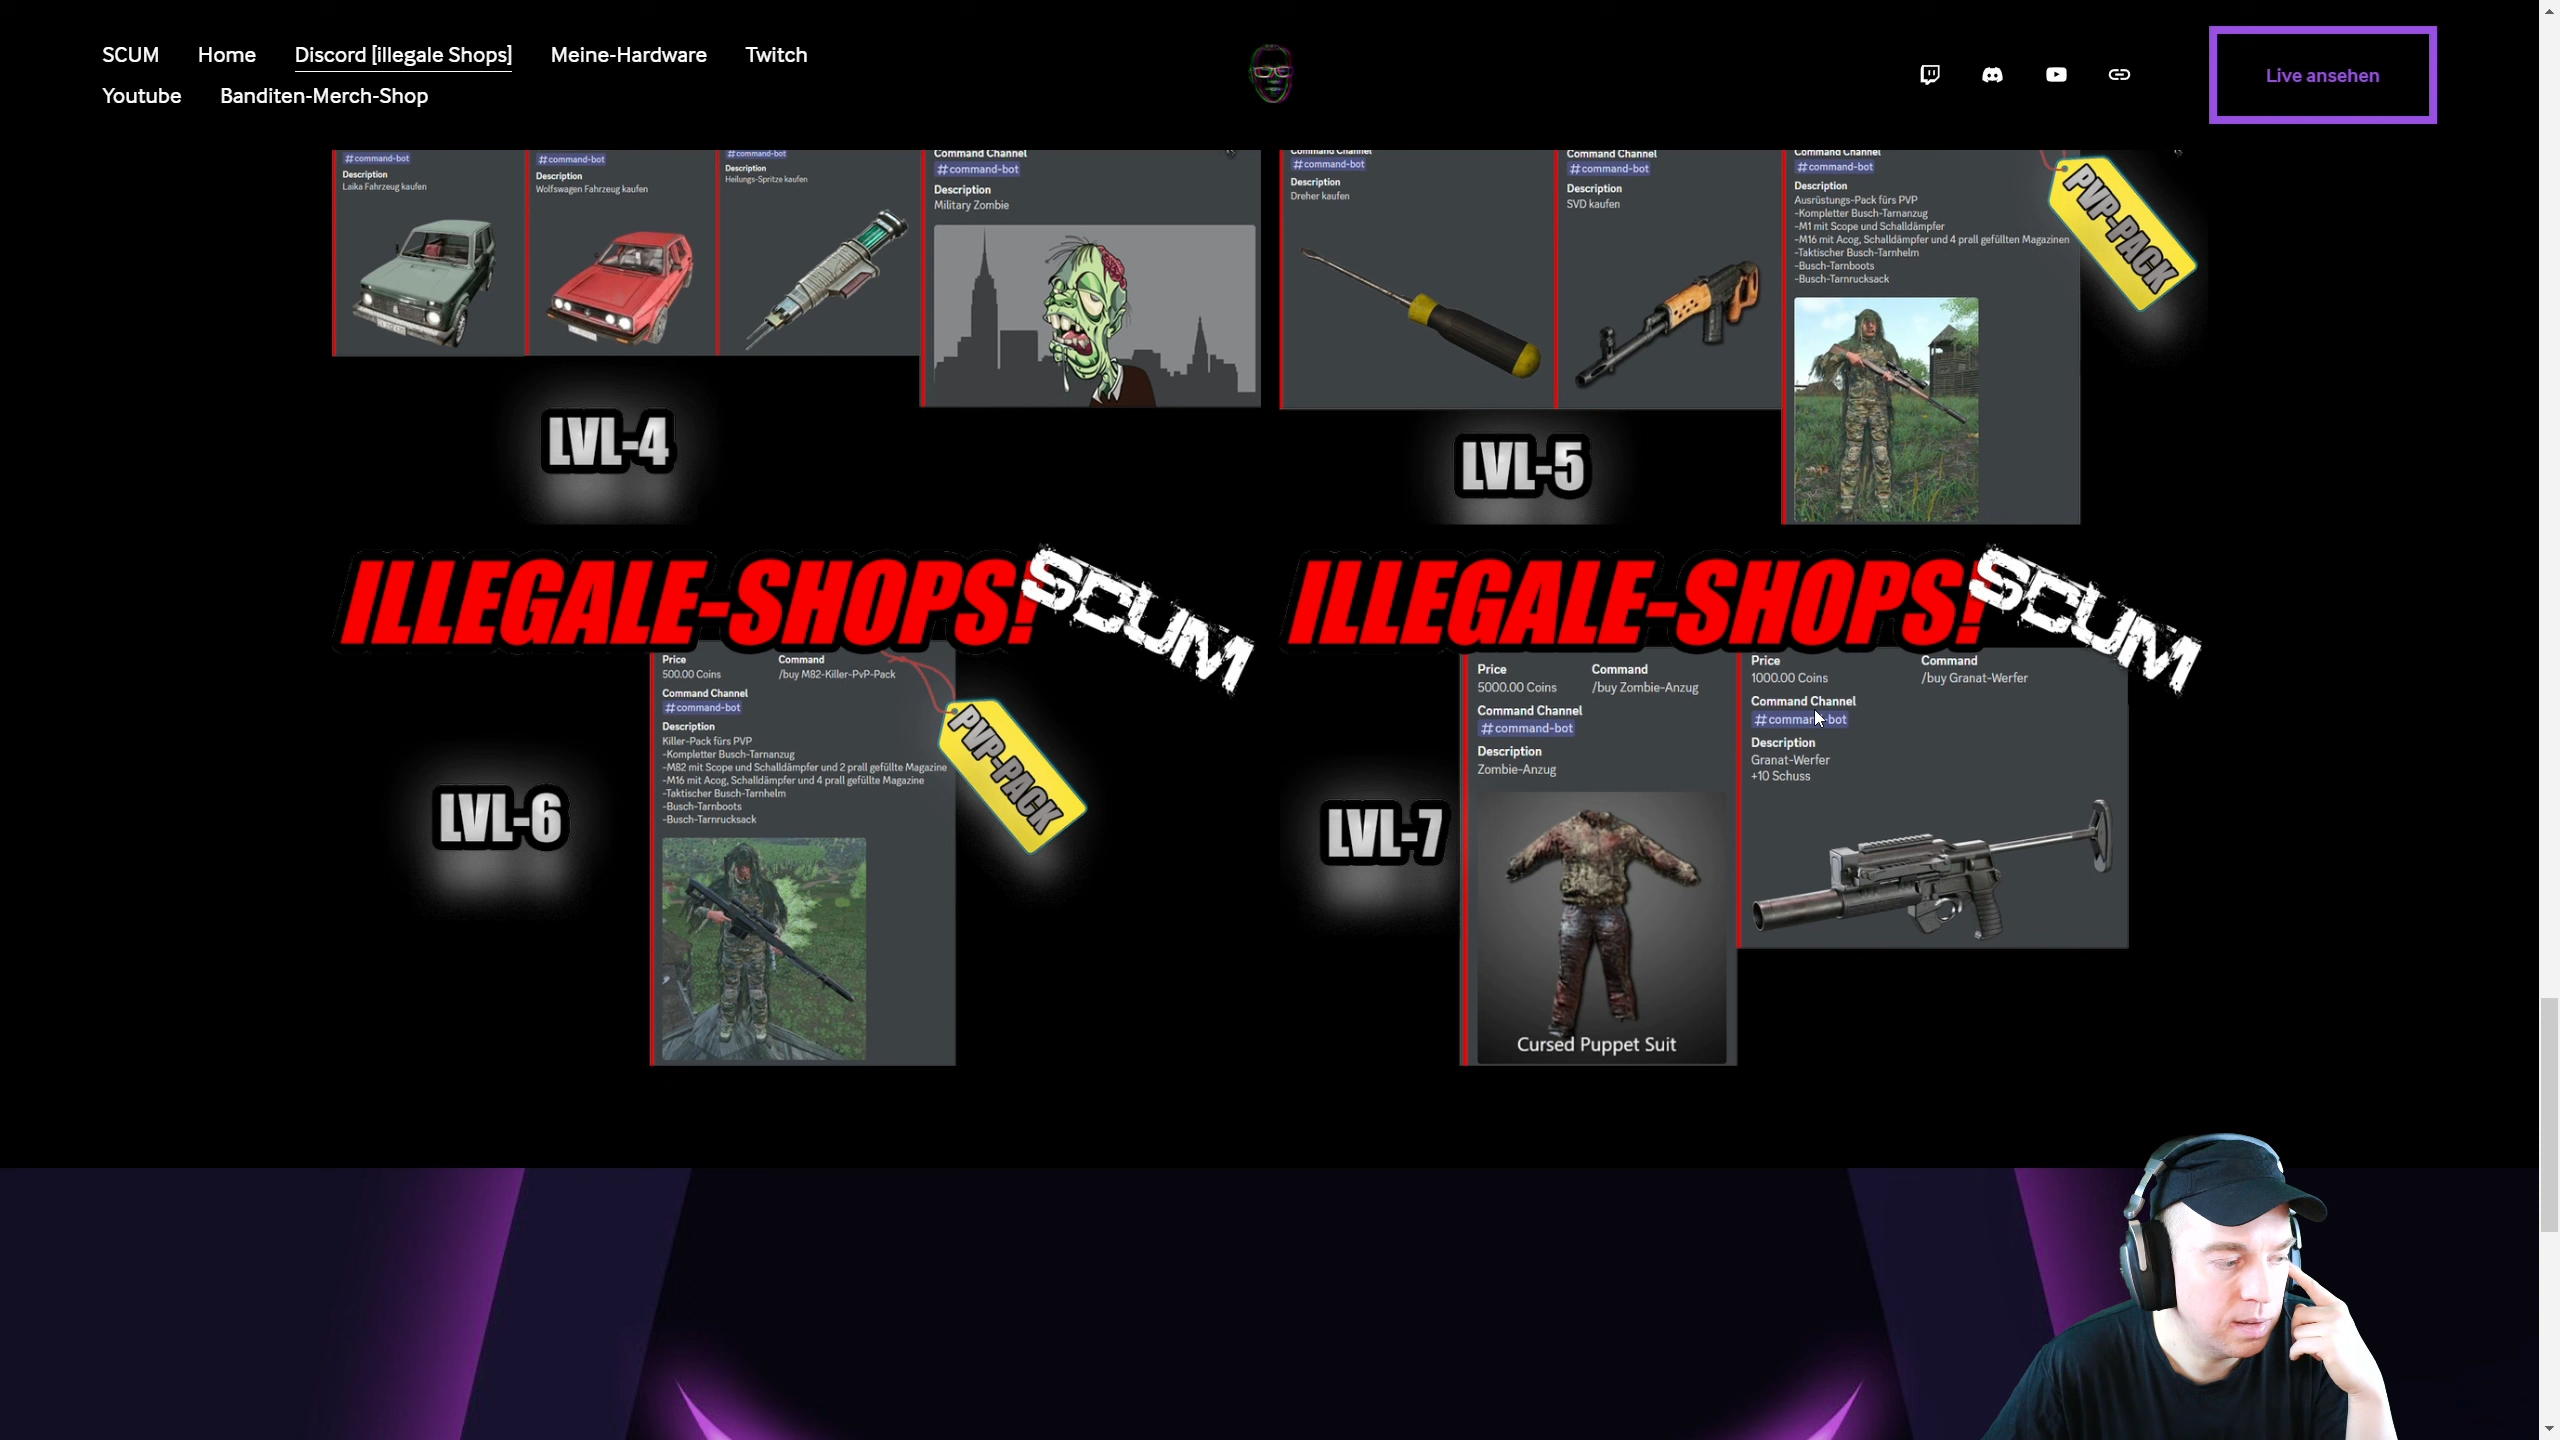 SCUM Home Discord [illegale Shops] Meine-Hardware Twitch
Youtube Banditen-Merch-Shop
Live ansehen
#command-bot
Description
Laika Fahrzeug kaufen
#command-bot
Description
Wolfswagen Fahrzeug kaufen
#command-bot
Description
Heilungs-Spritze kaufen
Command Channel
#command-bot
Description
Military Zombie
LVL-4
Command Channel
#command-bot
Description
Dreher kaufen
Command Channel
#command-bot
Description
SVD kaufen
Command Channel
#command-bot
Description
Ausrüstungs-Pack fürs PVP
-Kompletter Busch-Tarnanzug
-M1 mit Scope und Schalldämpfer
-M16 mit Acog, Schalldämpfer und 4 prall gefüllten Magazinen
-Taktischer Busch-Tarnhelm
-Busch-Tarnboots
-Busch-Tarnrucksack
PVP-PACK
LVL-5
ILLEGALE-SHOPS!
SCUM
Price Command
500.00 Coins /buy M82-Killer-PvP-Pack
Command Channel
#command-bot
Description
Killer-Pack fürs PVP
-Kompletter Busch-Tarnanzug
-M82 mit Scope und Schalldämpfer und 2 prall gefüllte Magazine
-M16 mit Acog, Schalldämpfer und 4 prall gefüllte Magazine
-Taktischer Busch-Tarnhelm
-Busch-Tarnboots
-Busch-Tarnrucksack
PVP-PACK
LVL-6
ILLEGALE-SHOPS!
SCUM
Price Command
5000.00 Coins /buy Zombie-Anzug
Command Channel
#command-bot
Description
Zombie-Anzug
Cursed Puppet Suit
LVL-7
Price Command
1000.00 Coins /buy Granat-Werfer
Command Channel
#command-bot
Description
Granat-Werfer
+10 Schuss